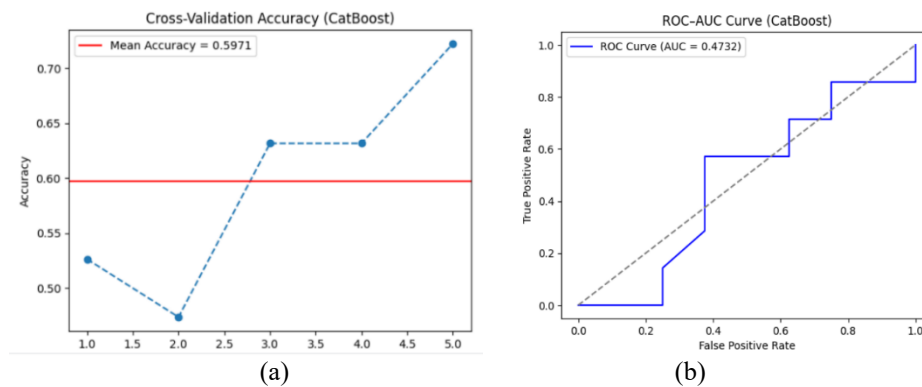 Cross-Validation Accuracy (CatBoost)
Mean Accuracy = 0.5971
Accuracy
0.70
0.65
0.60
0.55
0.50
1.0 1.5 2.0 2.5 3.0 3.5 4.0 4.5 5.0
(a)
ROC–AUC Curve (CatBoost)
ROC Curve (AUC = 0.4732)
True Positive Rate
1.0
0.8
0.6
0.4
0.2
0.0
0.0 0.2 0.4 0.6 0.8 1.0
False Positive Rate
(b)